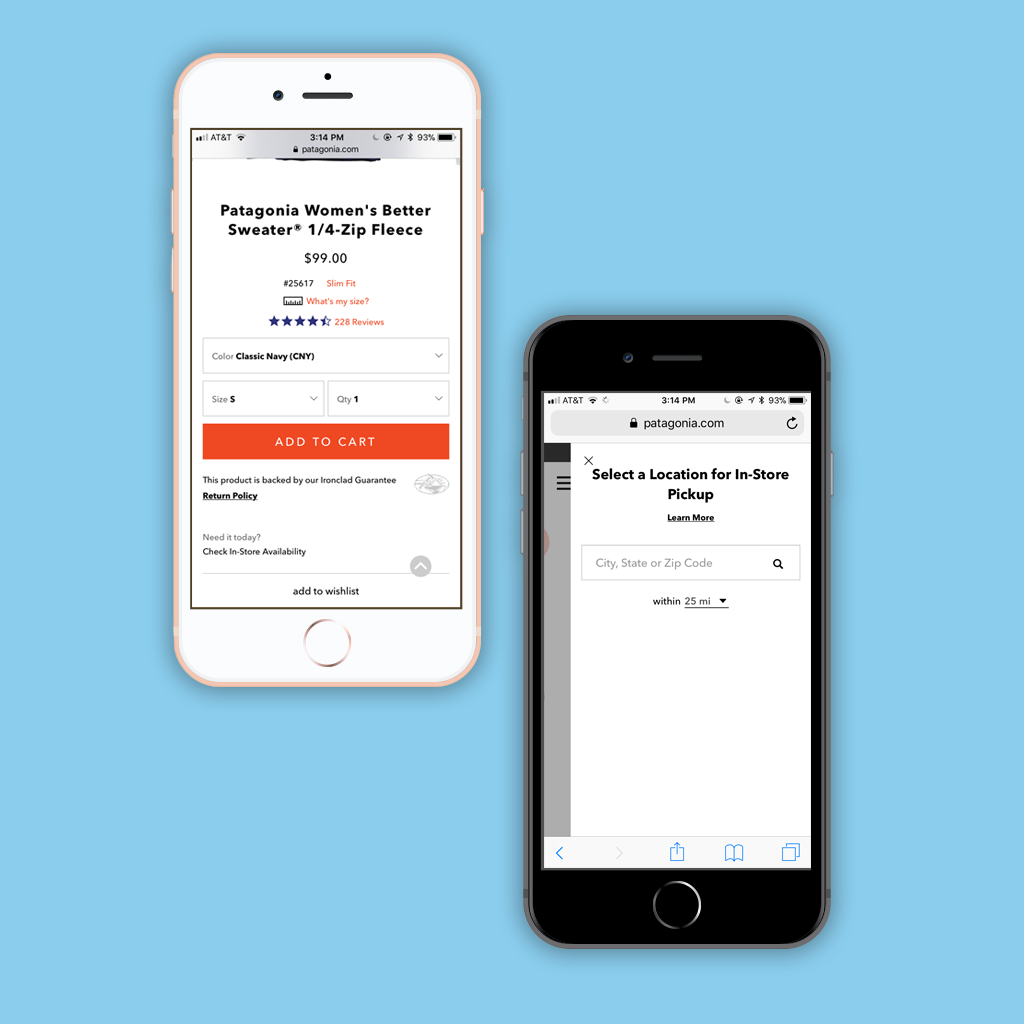 AT&T 3:14 PM 93%
patagonia.com
Patagonia Women's Better
Sweater® 1/4-Zip Fleece
$99.00
#25617 Slim Fit
What's my size?
228 Reviews
Color Classic Navy (CNY)
Size S Qty 1
ADD TO CART
This product is backed by our Ironclad Guarantee
Return Policy
Need it today?
Check In-Store Availability
add to wishlist
AT&T 3:14 PM 93%
patagonia.com
Select a Location for In-Store
Pickup
Learn More
City, State or Zip Code
within 25 mi